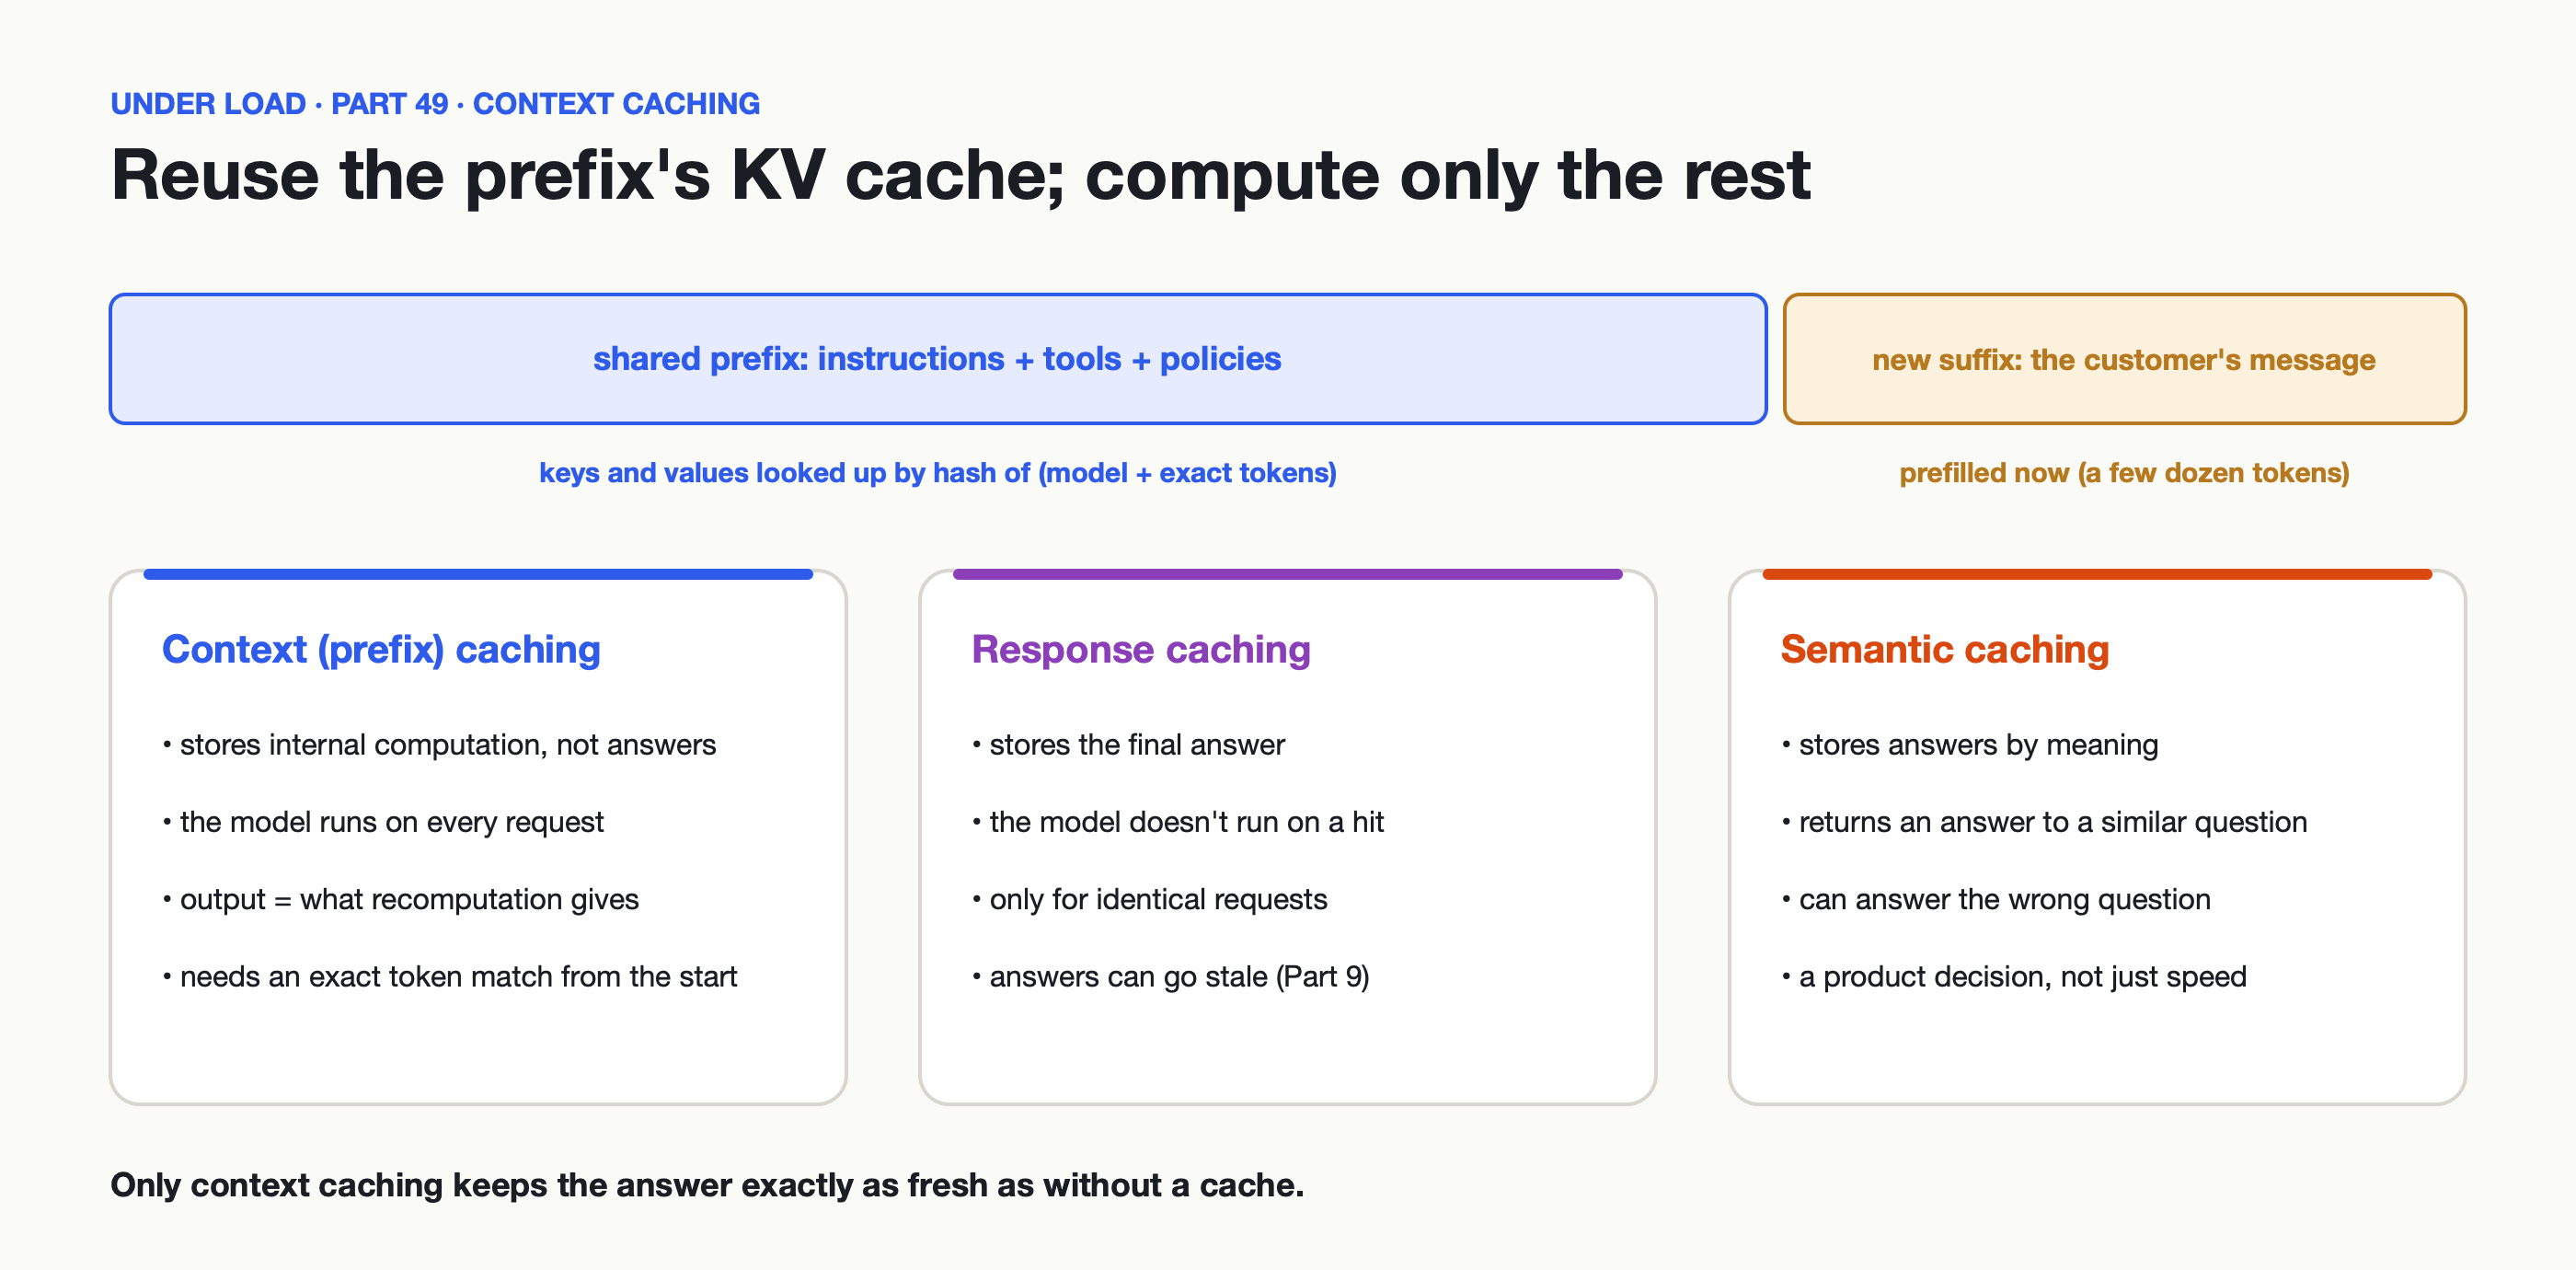 UNDER LOAD · PART 49 · CONTEXT CACHING
Reuse the prefix's KV cache; compute only the rest
shared prefix: instructions + tools + policies
new suffix: the customer's message
keys and values looked up by hash of (model + exact tokens)
prefilled now (a few dozen tokens)
Context (prefix) caching
• stores internal computation, not answers
• the model runs on every request
• output = what recomputation gives
• needs an exact token match from the start
Response caching
• stores the final answer
• the model doesn't run on a hit
• only for identical requests
• answers can go stale (Part 9)
Semantic caching
• stores answers by meaning
• returns an answer to a similar question
• can answer the wrong question
• a product decision, not just speed
Only context caching keeps the answer exactly as fresh as without a cache.